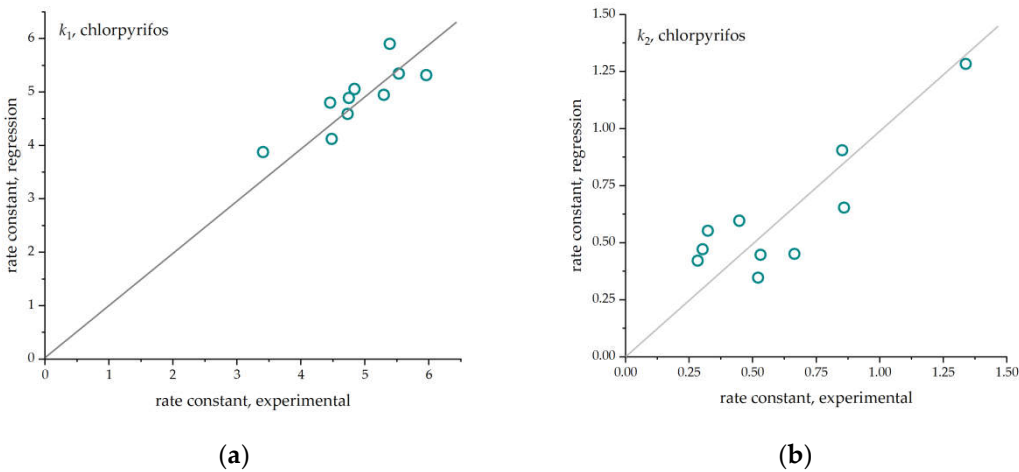 k1, chlorpyrifos
rate constant, regression
6
5
4
3
2
1
0
0 1 2 3 4 5 6
rate constant, experimental
(a)
k2, chlorpyrifos
rate constant, regression
1.50
1.25
1.00
0.75
0.50
0.25
0.00
0.00 0.25 0.50 0.75 1.00 1.25 1.50
rate constant, experimental
(b)